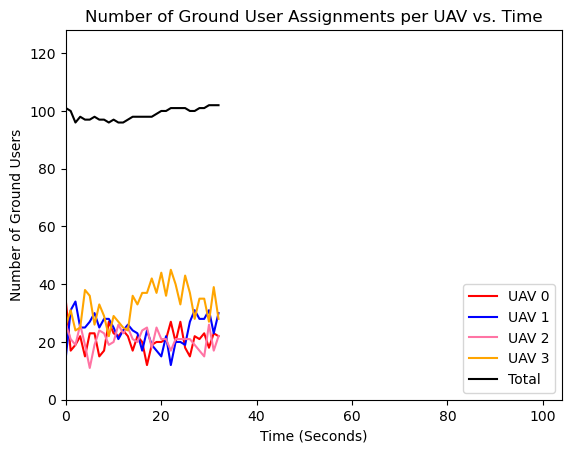 Number of Ground User Assignments per UAV vs. Time
Number of Ground Users
120
100
80
60
40
20
0
0 20 40 60 80 100
Time (Seconds)
UAV 0
UAV 1
UAV 2
UAV 3
Total